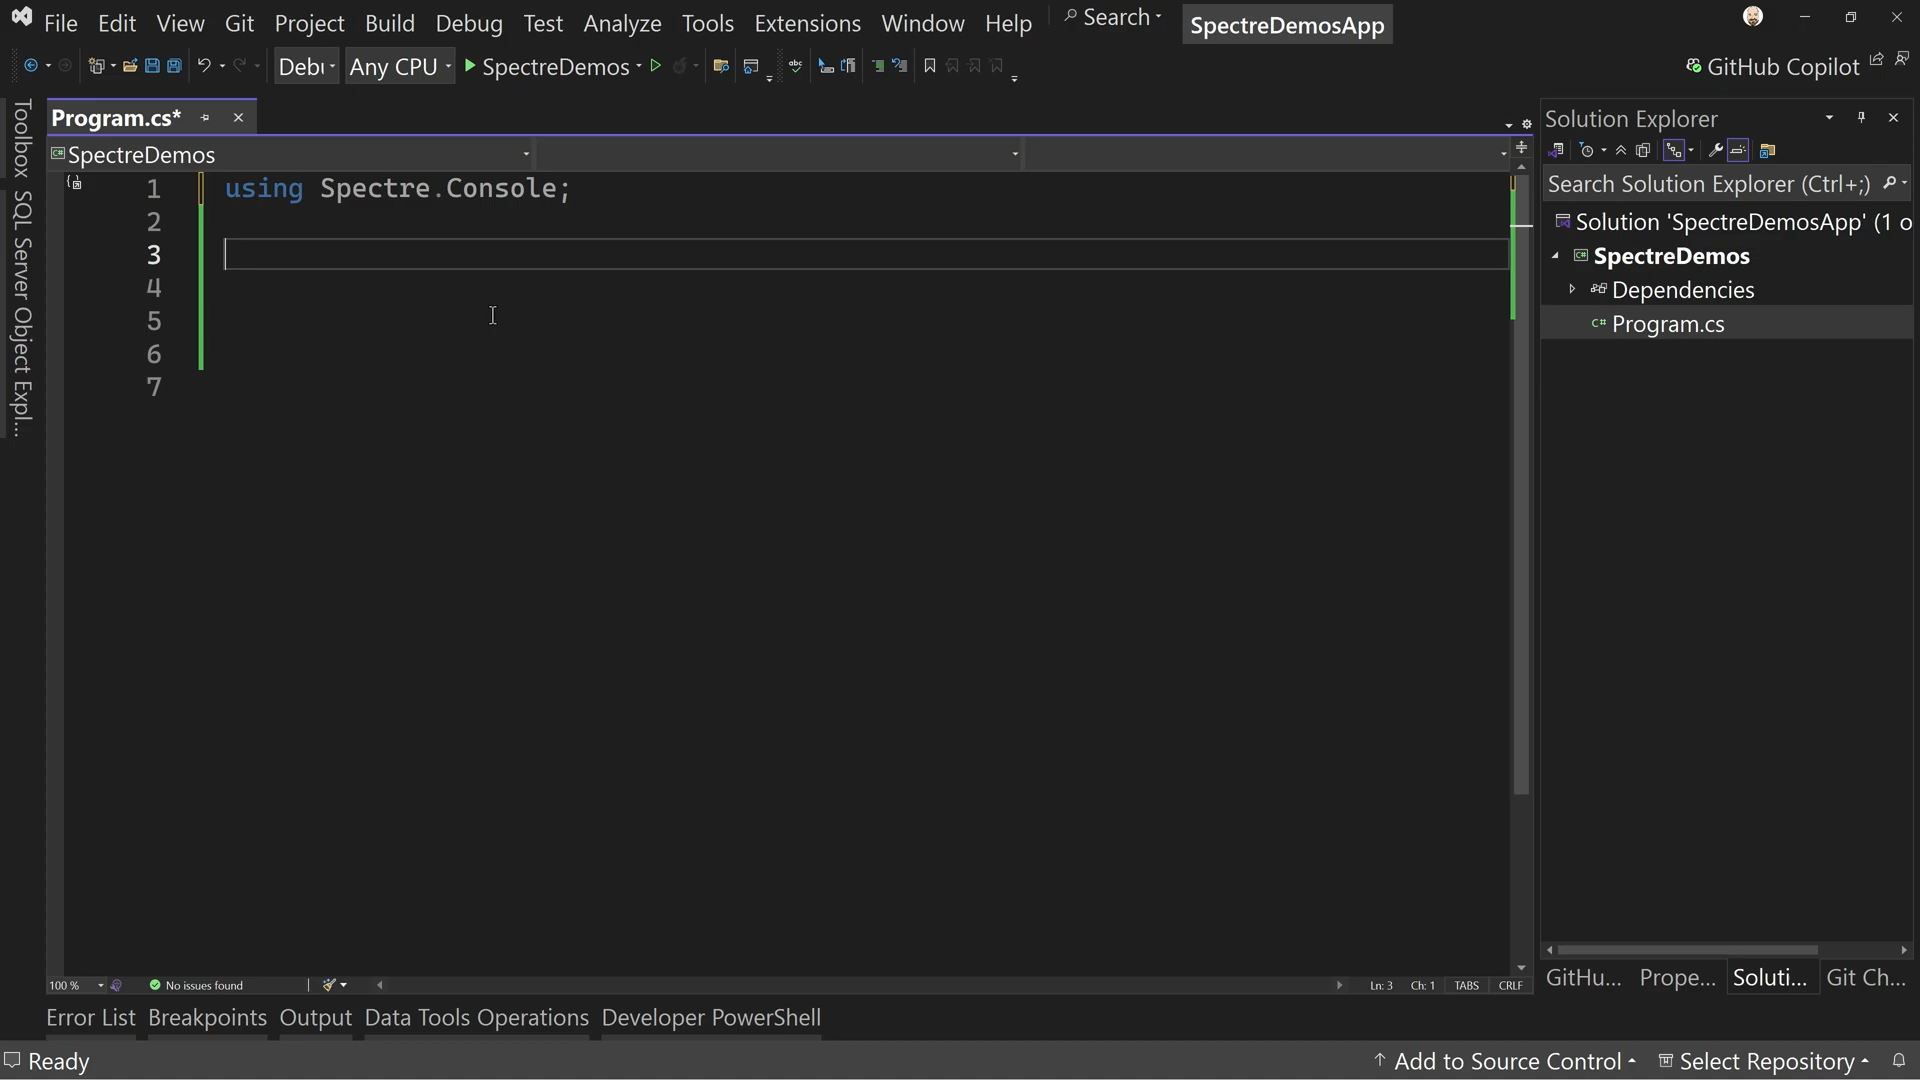 File Edit View Git Project Build Debug Test Analyze Tools Extensions Window Help Search SpectreDemosApp
Debu Any CPU SpectreDemos GitHub Copilot
Toolbox
SQL Server Object Expl...
Program.cs*
SpectreDemos
1 using Spectre.Console;
2
3
4
5
6
7
100 % No issues found Ln: 3 Ch: 1 TABS CRLF
Solution Explorer
Search Solution Explorer (Ctrl+;)
Solution 'SpectreDemosApp' (1 o
SpectreDemos
Dependencies
C# Program.cs
GitHu... Prope... Soluti... Git Ch...
Error List Breakpoints Output Data Tools Operations Developer PowerShell
Ready Add to Source Control Select Repository